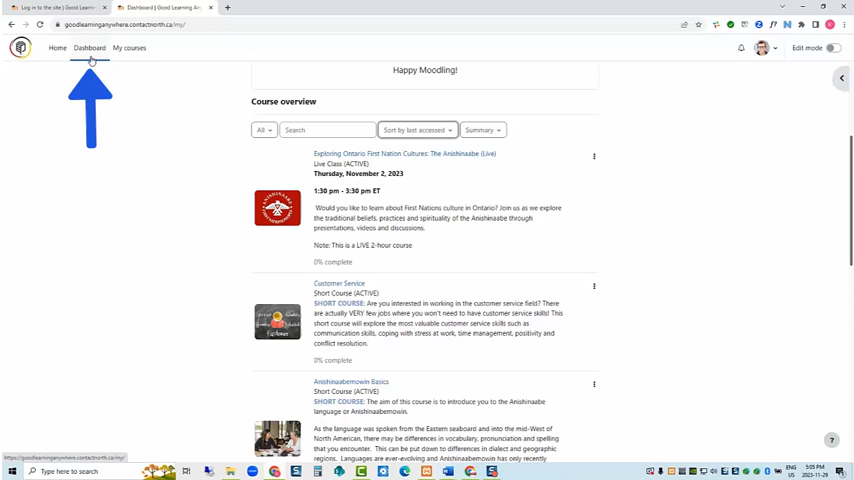 Log in to the site | Good Learn
Dashboard | Good Learning An
goodlearninganywhere.contactnorth.ca/my/
Home
Dashboard
My courses
Edit mode
Happy Moodling!
Course overview
All
Search
Sort by last accessed
Summary
Exploring Ontario First Nation Cultures: The Anishinaabe (Live)
Live Class (ACTIVE)
Thursday, November 2, 2023
1:30 pm - 3:30 pm ET
Would you like to learn about First Nations culture in Ontario? Join us as we explore
the traditional beliefs, practices and spirituality of the Anishinaabe through
presentations, videos and discussions.
Note: This is a LIVE 2-hour course
0% complete
Customer Service
Short Course (ACTIVE)
SHORT COURSE: Are you interested in working in the customer service field? There
are actually VERY few jobs where you won't need to have customer service skills! This
short course will explore the most valuable customer service skills such as
communication skills, coping with stress at work, time management, positivity and
conflict resolution.
0% complete
Anishinaabemowin Basics
Short Course (ACTIVE)
SHORT COURSE: The aim of this course is to introduce you to the Anishinaabe
language or Anishinaabemowin.
As the language was spoken from the Eastern seaboard and into the mid-West of
North American, there may be differences in vocabulary, pronunciation and spelling
that you encounter. This can be put down to differences in dialect and geographic
regions. Languages are ever-evolving and Anishinaabemowin has only recently
https://goodlearninganywhere.contactnorth.ca/my/
?
Type here to search
ENG
US
5:05 PM
2023-11-28